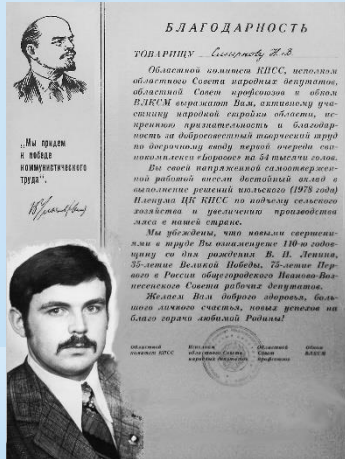 БЛАГОДАРНОСТЬ
ТОВАРИЩУ Смирнову Н.В.
Областной комитет КПСС, исполком
областного Совета народных депутатов,
областной Совет профсоюзов и обком
ВЛКСМ выражают Вам, активному уча-
стнику народной стройки области, ис-
креннюю признательность и благодар-
ность за добросовестный творческий труд
по досрочному вводу первой очереди сви-
нокомплекса «Боровое» на 54 тысячи голов.
Вы своей напряженной самоотвержен-
ной работой внесли достойный вклад в
выполнение решений июльского (1978 года)
Пленума ЦК КПСС по подъему сельского
хозяйства и увеличению производства
мяса в нашей стране.
Мы убеждены, что новыми свершени-
ями в труде Вы ознаменуете 110-ю годов-
щину со дня рождения В. И. Ленина,
35-летие Великой Победы, 75-летие Пер-
вого в России общегородского Иваново-Воз-
несенского Совета рабочих депутатов.
Желаем Вам доброго здоровья, боль-
шого личного счастья, новых успехов на
благо горячо любимой Родины!
Областной комитет КПСС
Исполком областного Совета народных депутатов
Областной Совет профсоюзов
Обком ВЛКСМ
„Мы придем
к победе
коммунистического
труда".